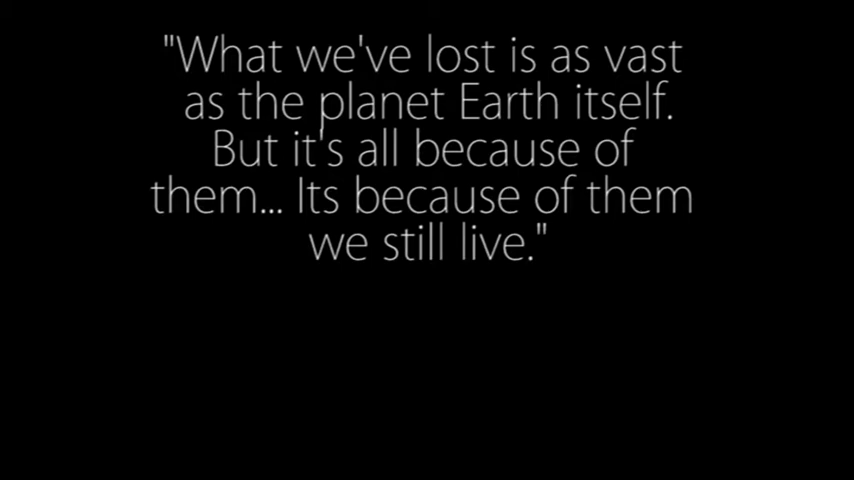 "What we've lost is as vast
as the planet Earth itself.
But it's all because of
them... Its because of them
we still live."